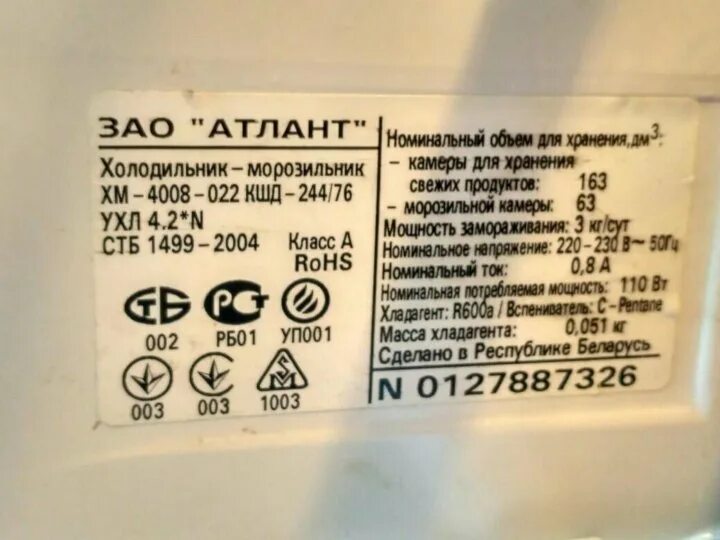 ЗАО "АТЛАНТ"
Холодильник – морозильник
ХМ – 4008 – 022 КШД – 244/76
УХЛ 4.2*N
СТБ 1499 – 2004 Класс А
RoHS
СТБ РСТ
002 РБ01 УП001
003 003 1003
Номинальный объем для хранения, дм³:
– камеры для хранения
свежих продуктов: 163
– морозильной камеры: 63
Мощность замораживания: 3 кг/сут
Номинальное напряжение: 220 – 230 В ~ 50Гц
Номинальный ток: 0,8 А
Номинальная потребляемая мощность: 110 Вт
Хладагент: R600a / Вспениватель: C – Pentane
Масса хладагента: 0,051 кг
Сделано в Республике Беларусь
N 0127887326